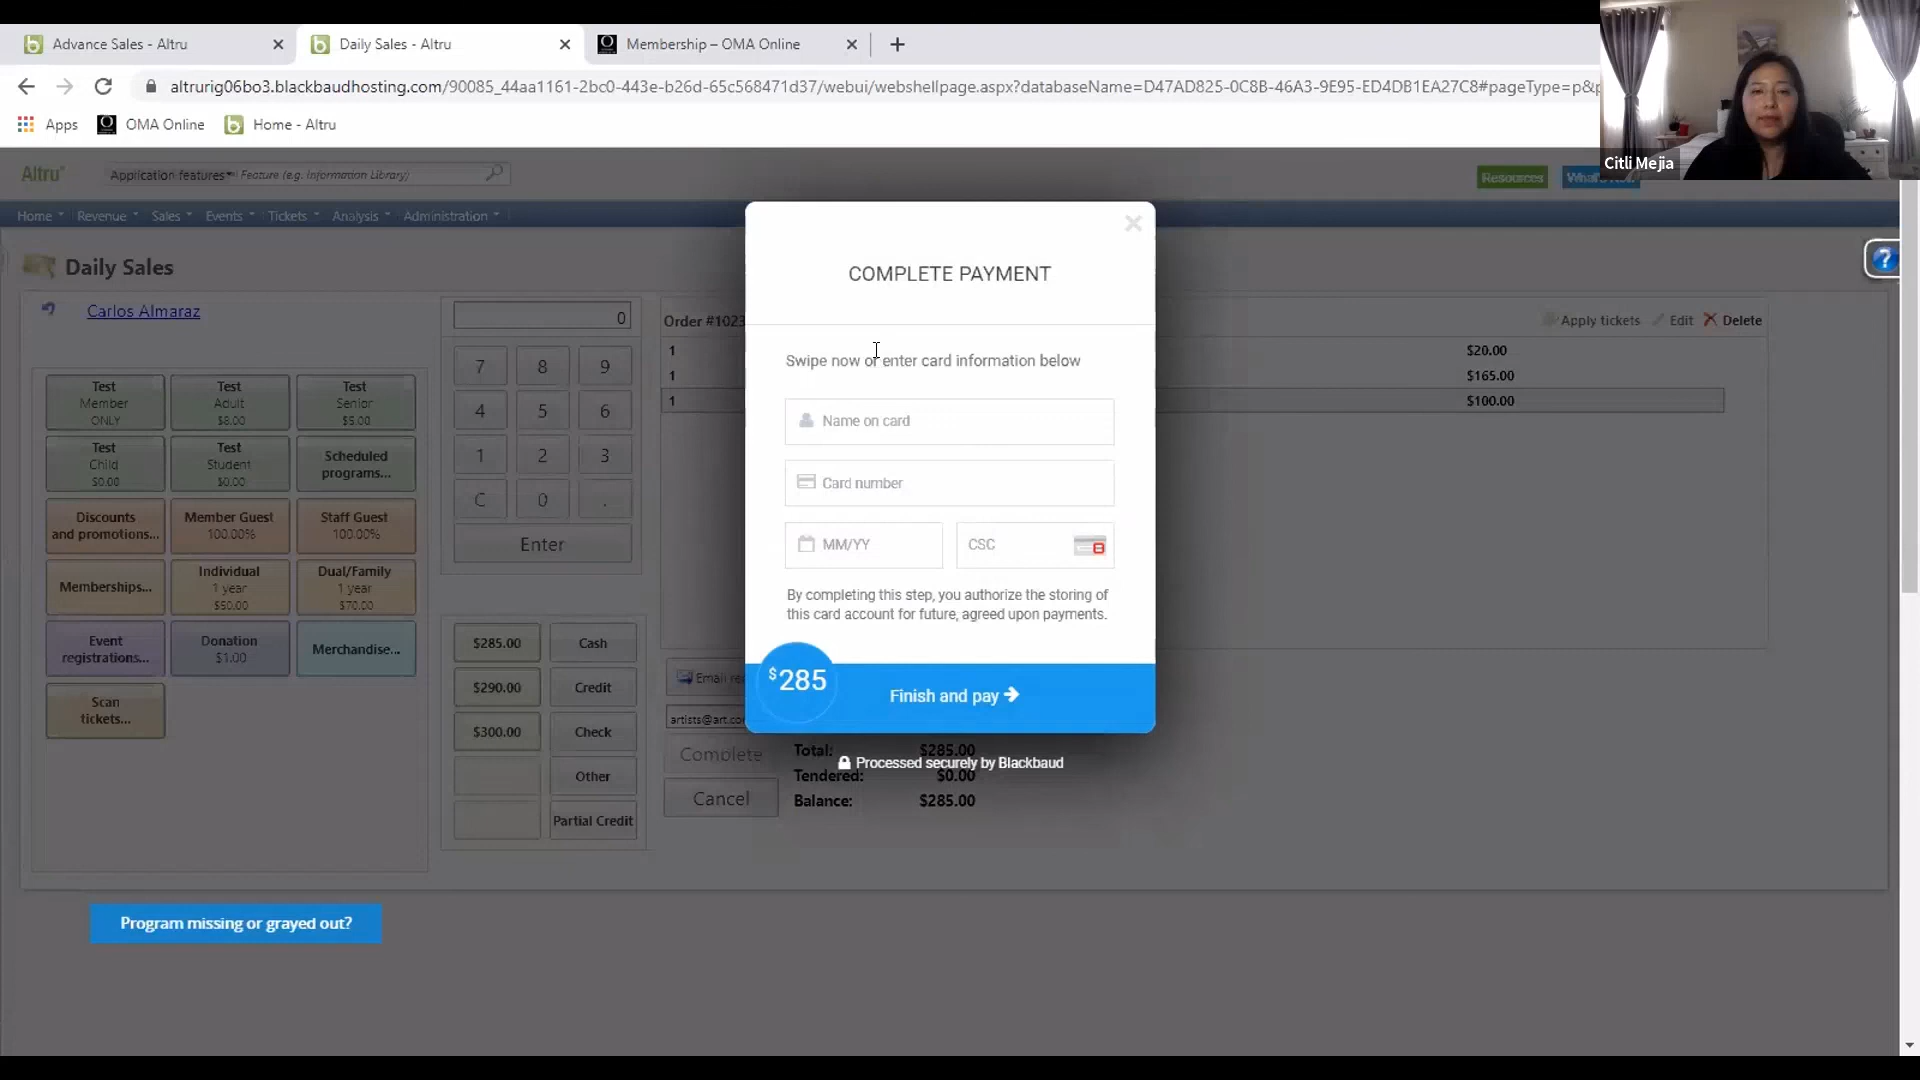 Advance Sales - Altru
Daily Sales - Altru
Membership – OMA Online
altrurig06bo3.blackbaudhosting.com/90085_44aa1161-2bc0-443e-b26d-65c568471d37/webui/webshellpage.aspx?databaseName=D47AD825-0C8B-46A3-9E95-ED4DB1EA27C8#pageType=p&
Apps
OMA Online
Home - Altru
Citli Mejia
Altru
Application features
Feature (e.g. Information Library)
Resources
What's
Home
Revenue
Sales
Events
Tickets
Analysis
Administration
Daily Sales
Carlos Almaraz
Test
Member
ONLY
Test
Adult
$8.00
Test
Senior
$5.00
Test
Child
$0.00
Test
Student
$0.00
Scheduled
programs...
Discounts
and promotions...
Member Guest
100.00%
Staff Guest
100.00%
Memberships...
Individual
1 year
$50.00
Dual/Family
1 year
$70.00
Event
registrations...
Donation
$1.00
Merchandise...
Scan
tickets...
0
7
8
9
4
5
6
1
2
3
C
0
.
Enter
$285.00
Cash
$290.00
Credit
$300.00
Check
Other
Partial Credit
Order #1023
Apply tickets
Edit
Delete
1
$20.00
1
$165.00
1
$100.00
COMPLETE PAYMENT
Swipe now or enter card information below
Name on card
Card number
MM/YY
CSC
By completing this step, you authorize the storing of
this card account for future, agreed upon payments.
$285
Finish and pay
Processed securely by Blackbaud
Email re
artists@art.co
Complete
Cancel
Total: $285.00
Tendered: $0.00
Balance: $285.00
Program missing or grayed out?